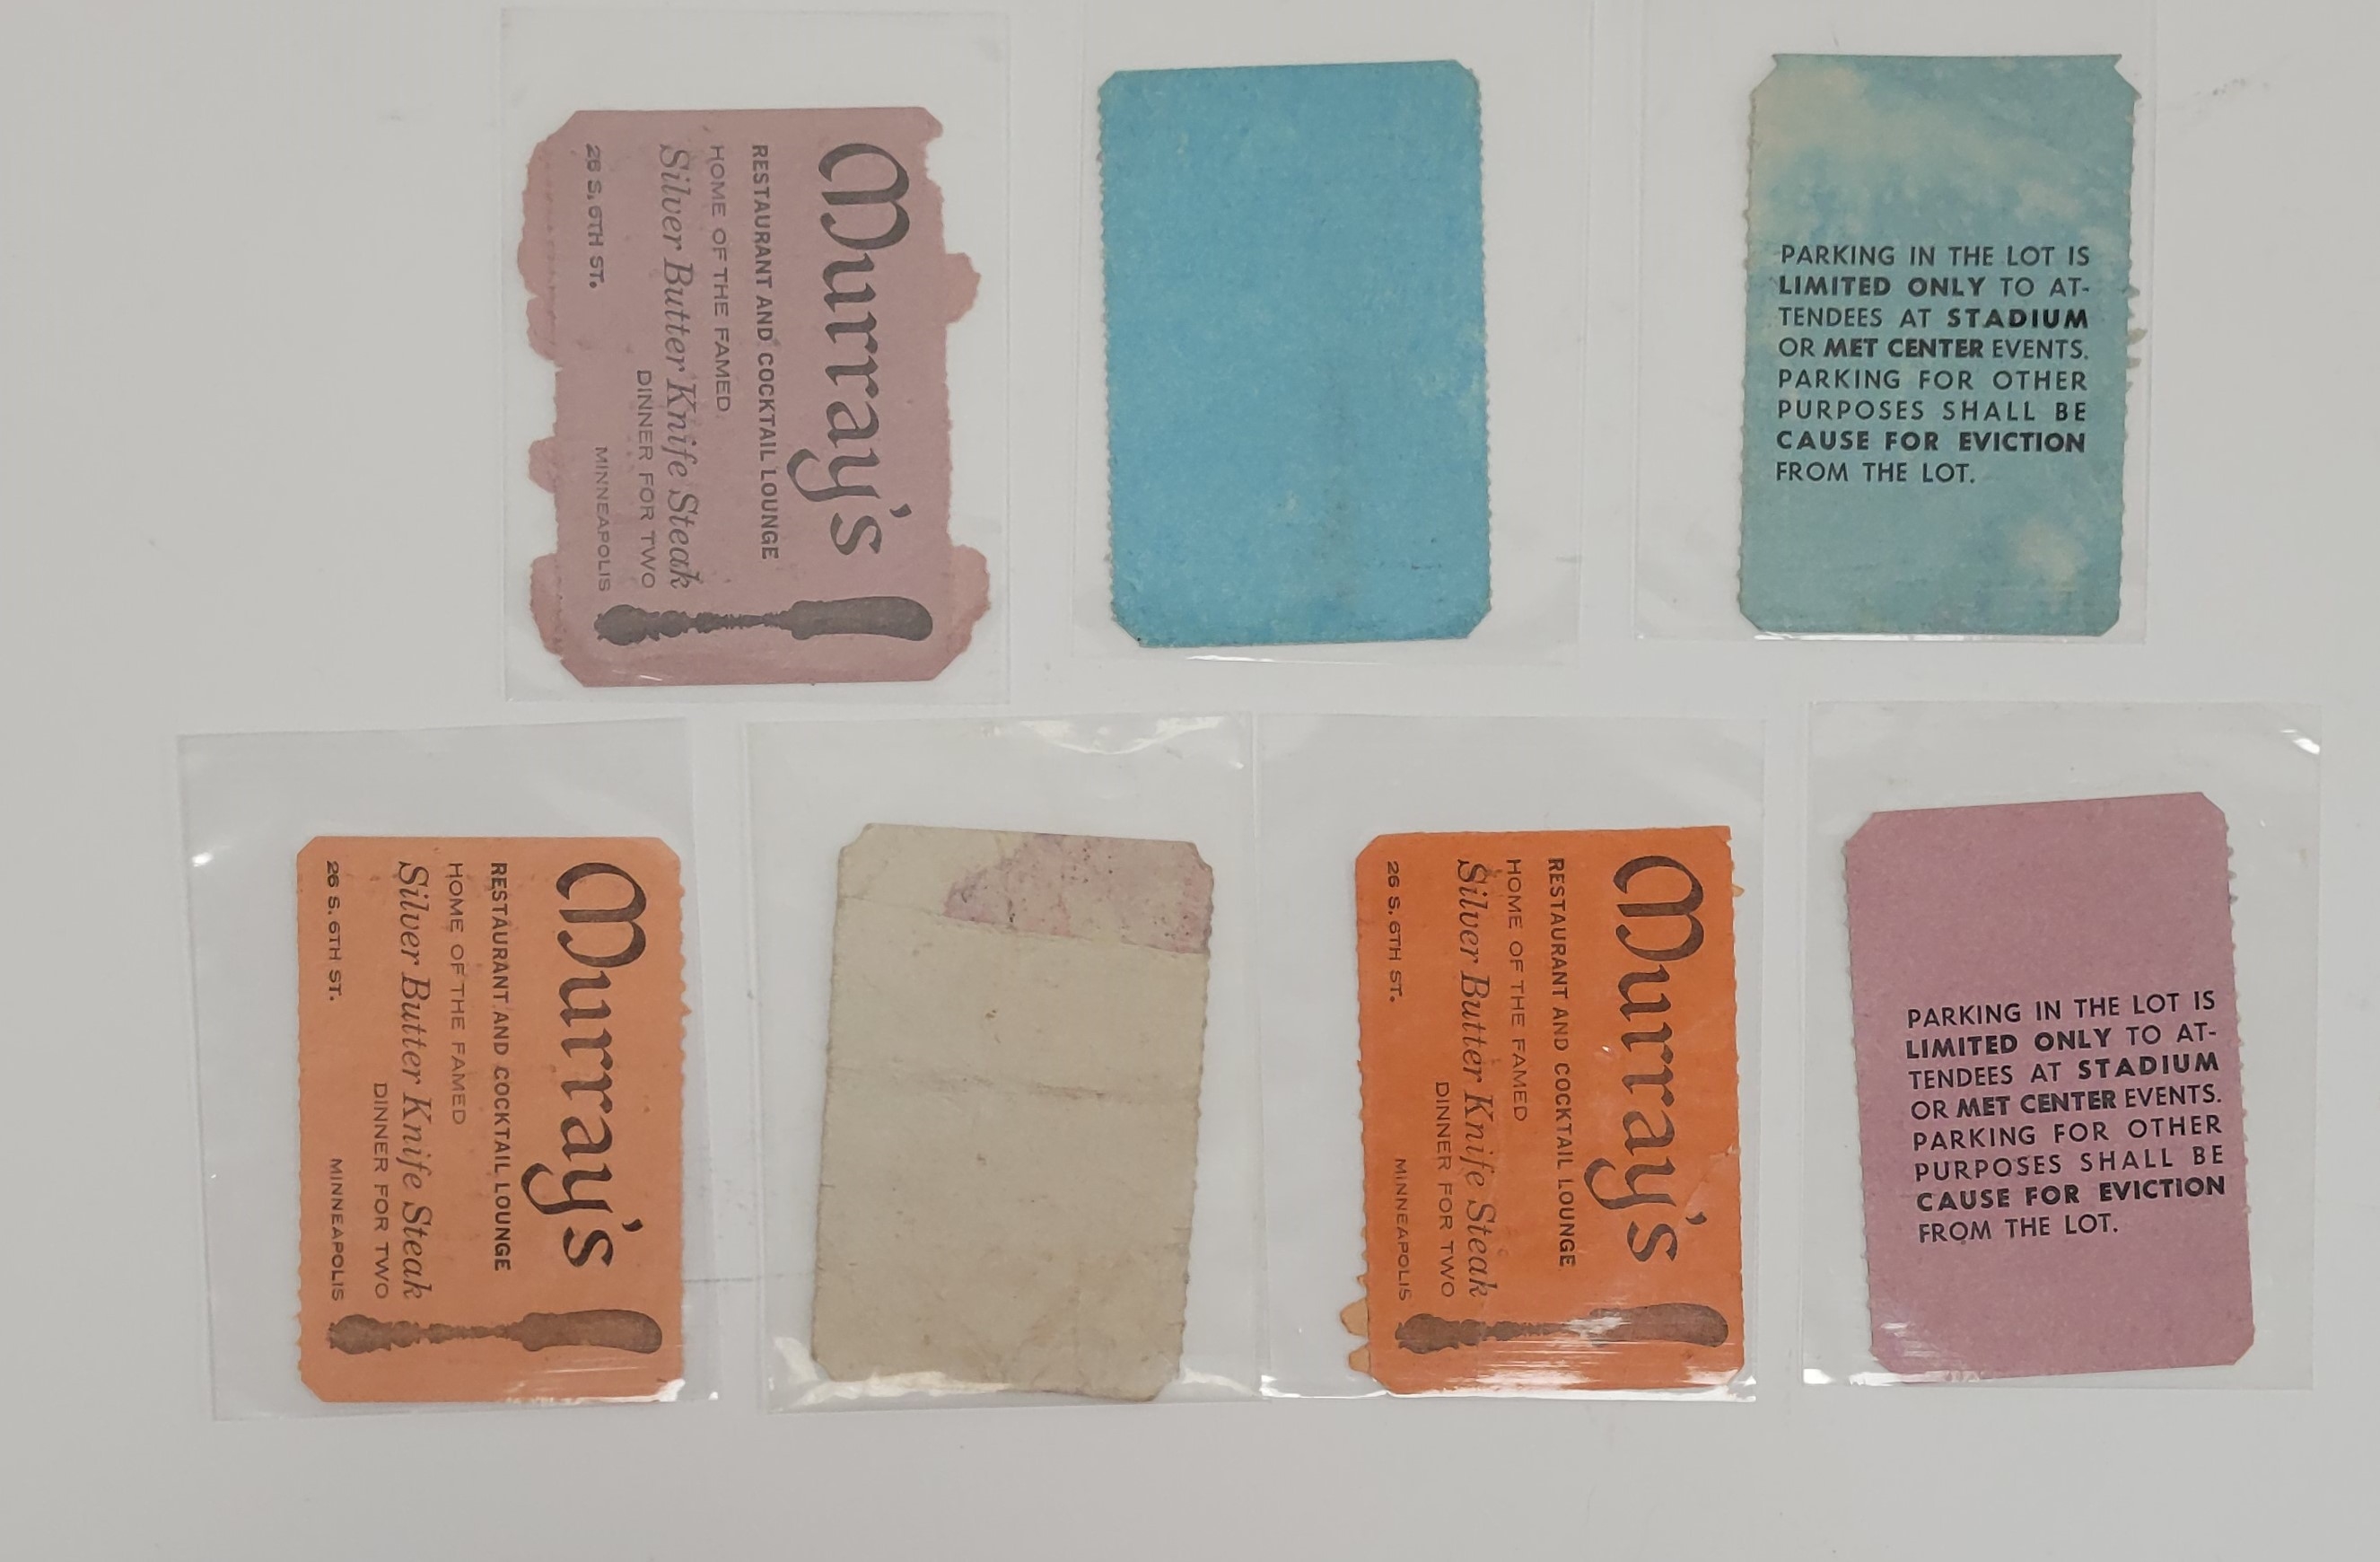 Murray's
RESTAURANT AND COCKTAIL LOUNGE
HOME OF THE FAMED
Silver Butter Knife Steak
DINNER FOR TWO
26 S. 6TH ST. MINNEAPOLIS
PARKING IN THE LOT IS
LIMITED ONLY TO AT-
TENDEES AT STADIUM
OR MET CENTER EVENTS.
PARKING FOR OTHER
PURPOSES SHALL BE
CAUSE FOR EVICTION
FROM THE LOT.
Murray's
RESTAURANT AND COCKTAIL LOUNGE
HOME OF THE FAMED
Silver Butter Knife Steak
DINNER FOR TWO
26 S. 6TH ST. MINNEAPOLIS
Murray's
RESTAURANT AND COCKTAIL LOUNGE
HOME OF THE FAMED
Silver Butter Knife Steak
DINNER FOR TWO
26 S. 6TH ST. MINNEAPOLIS
PARKING IN THE LOT IS
LIMITED ONLY TO AT-
TENDEES AT STADIUM
OR MET CENTER EVENTS.
PARKING FOR OTHER
PURPOSES SHALL BE
CAUSE FOR EVICTION
FROM THE LOT.